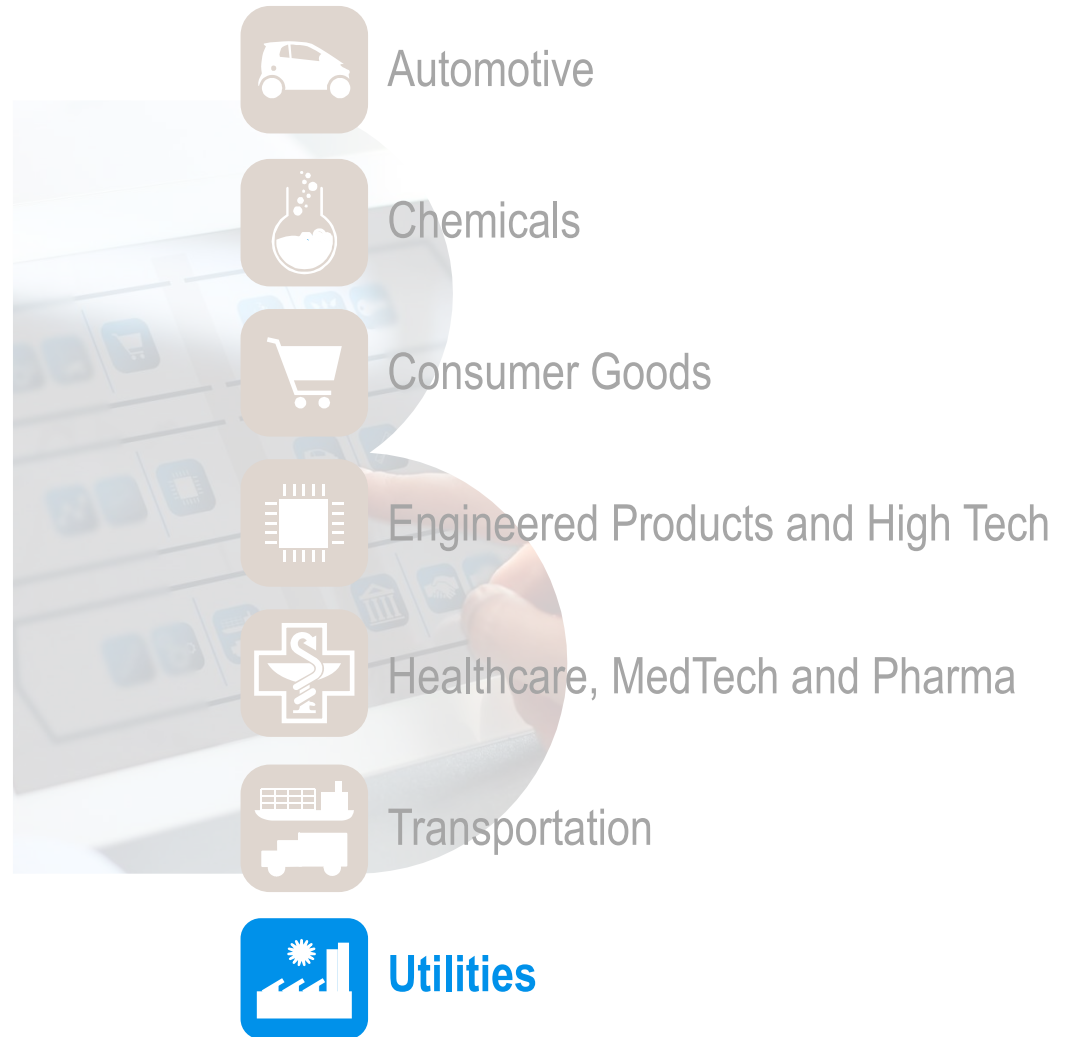 Automotive
Chemicals
Consumer Goods
Engineered Products and High Tech
Healthcare, MedTech and Pharma
Transportation
Utilities